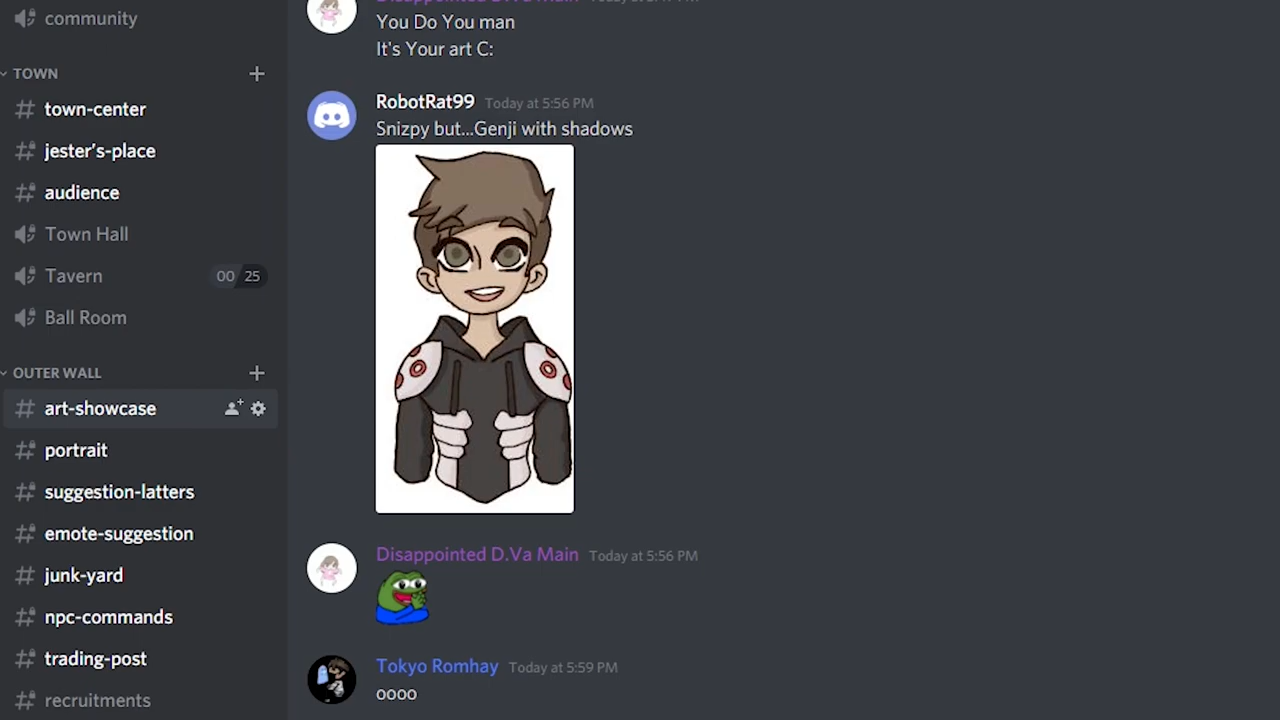 community
TOWN
town-center
jester's-place
audience
Town Hall
Tavern 00 25
Ball Room
OUTER WALL
art-showcase
portrait
suggestion-latters
emote-suggestion
junk-yard
npc-commands
trading-post
recruitments
Disappointed D.Va Main
You Do You man
It's Your art C:
RobotRat99 Today at 5:56 PM
Snizpy but...Genji with shadows
Disappointed D.Va Main Today at 5:56 PM
Tokyo Romhay Today at 5:59 PM
oooo